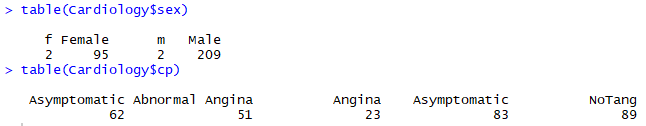 > table(Cardiology$sex)
f Female m Male
2 95 2 209
> table(Cardiology$cp)
Asymptomatic Abnormal Angina Angina Asymptomatic NoTang
62 51 23 83 89